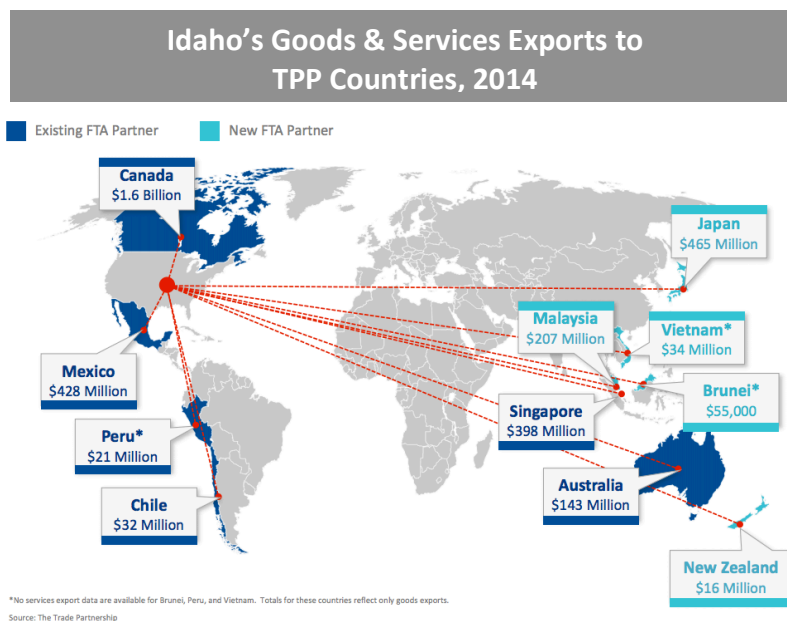 Idaho's Goods & Services Exports to
TPP Countries, 2014
Existing FTA Partner
New FTA Partner
Canada
$1.6 Billion
Japan
$465 Million
Malaysia
$207 Million
Vietnam*
$34 Million
Mexico
$428 Million
Brunei*
$55,000
Singapore
$398 Million
Peru*
$21 Million
Australia
$143 Million
Chile
$32 Million
New Zealand
$16 Million
*No services export data are available for Brunei, Peru, and Vietnam. Totals for these countries reflect only goods exports.
Source: The Trade Partnership